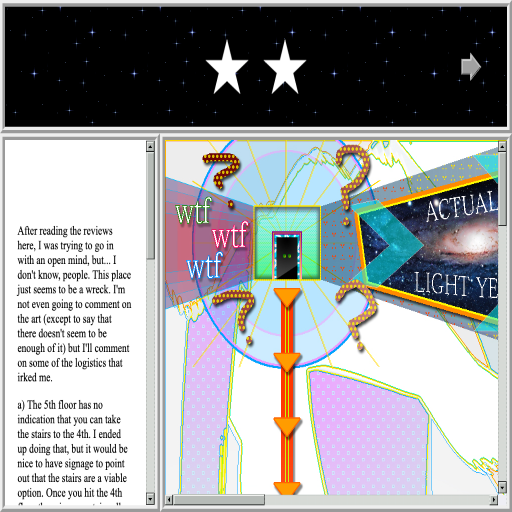 After reading the reviews
here, I was trying to go in
with an open mind, but... I
don't know, people. This place
just seems to be a wreck. I'm
not even going to comment on
the art (except to say that
there doesn't seem to be
enough of it) but I'll comment
on some of the logistics that
irked me.
a) The 5th floor has no
indication that you can take
the stairs to the 4th. I ended
up doing that, but it would be
nice to have signage to point
out that the stairs are a viable
option. Once you hit the 4th
?
?
wtf
wtf
wtf
?
?
ACTUAL
LIGHT YE